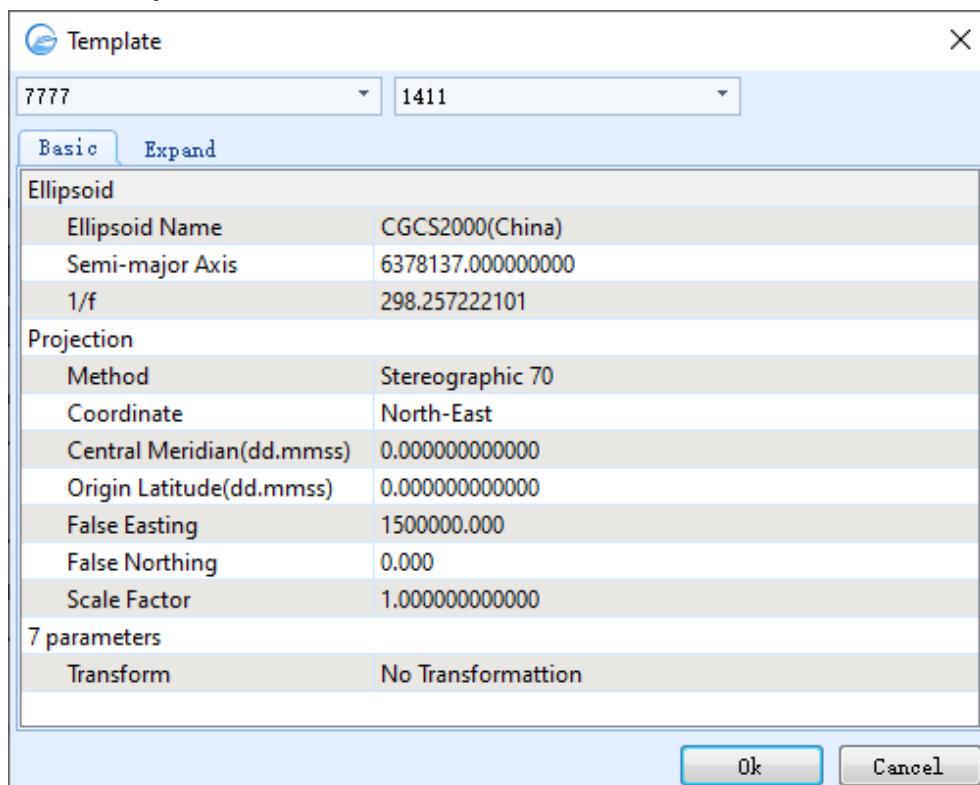 Template
7777 1411
Basic Expand
Ellipsoid
Ellipsoid Name CGCS2000(China)
Semi-major Axis 6378137.000000000
1/f 298.257222101
Projection
Method Stereographic 70
Coordinate North-East
Central Meridian(dd.mmss) 0.000000000000
Origin Latitude(dd.mmss) 0.000000000000
False Easting 1500000.000
False Northing 0.000
Scale Factor 1.000000000000
7 parameters
Transform No Transformattion
Ok Cancel